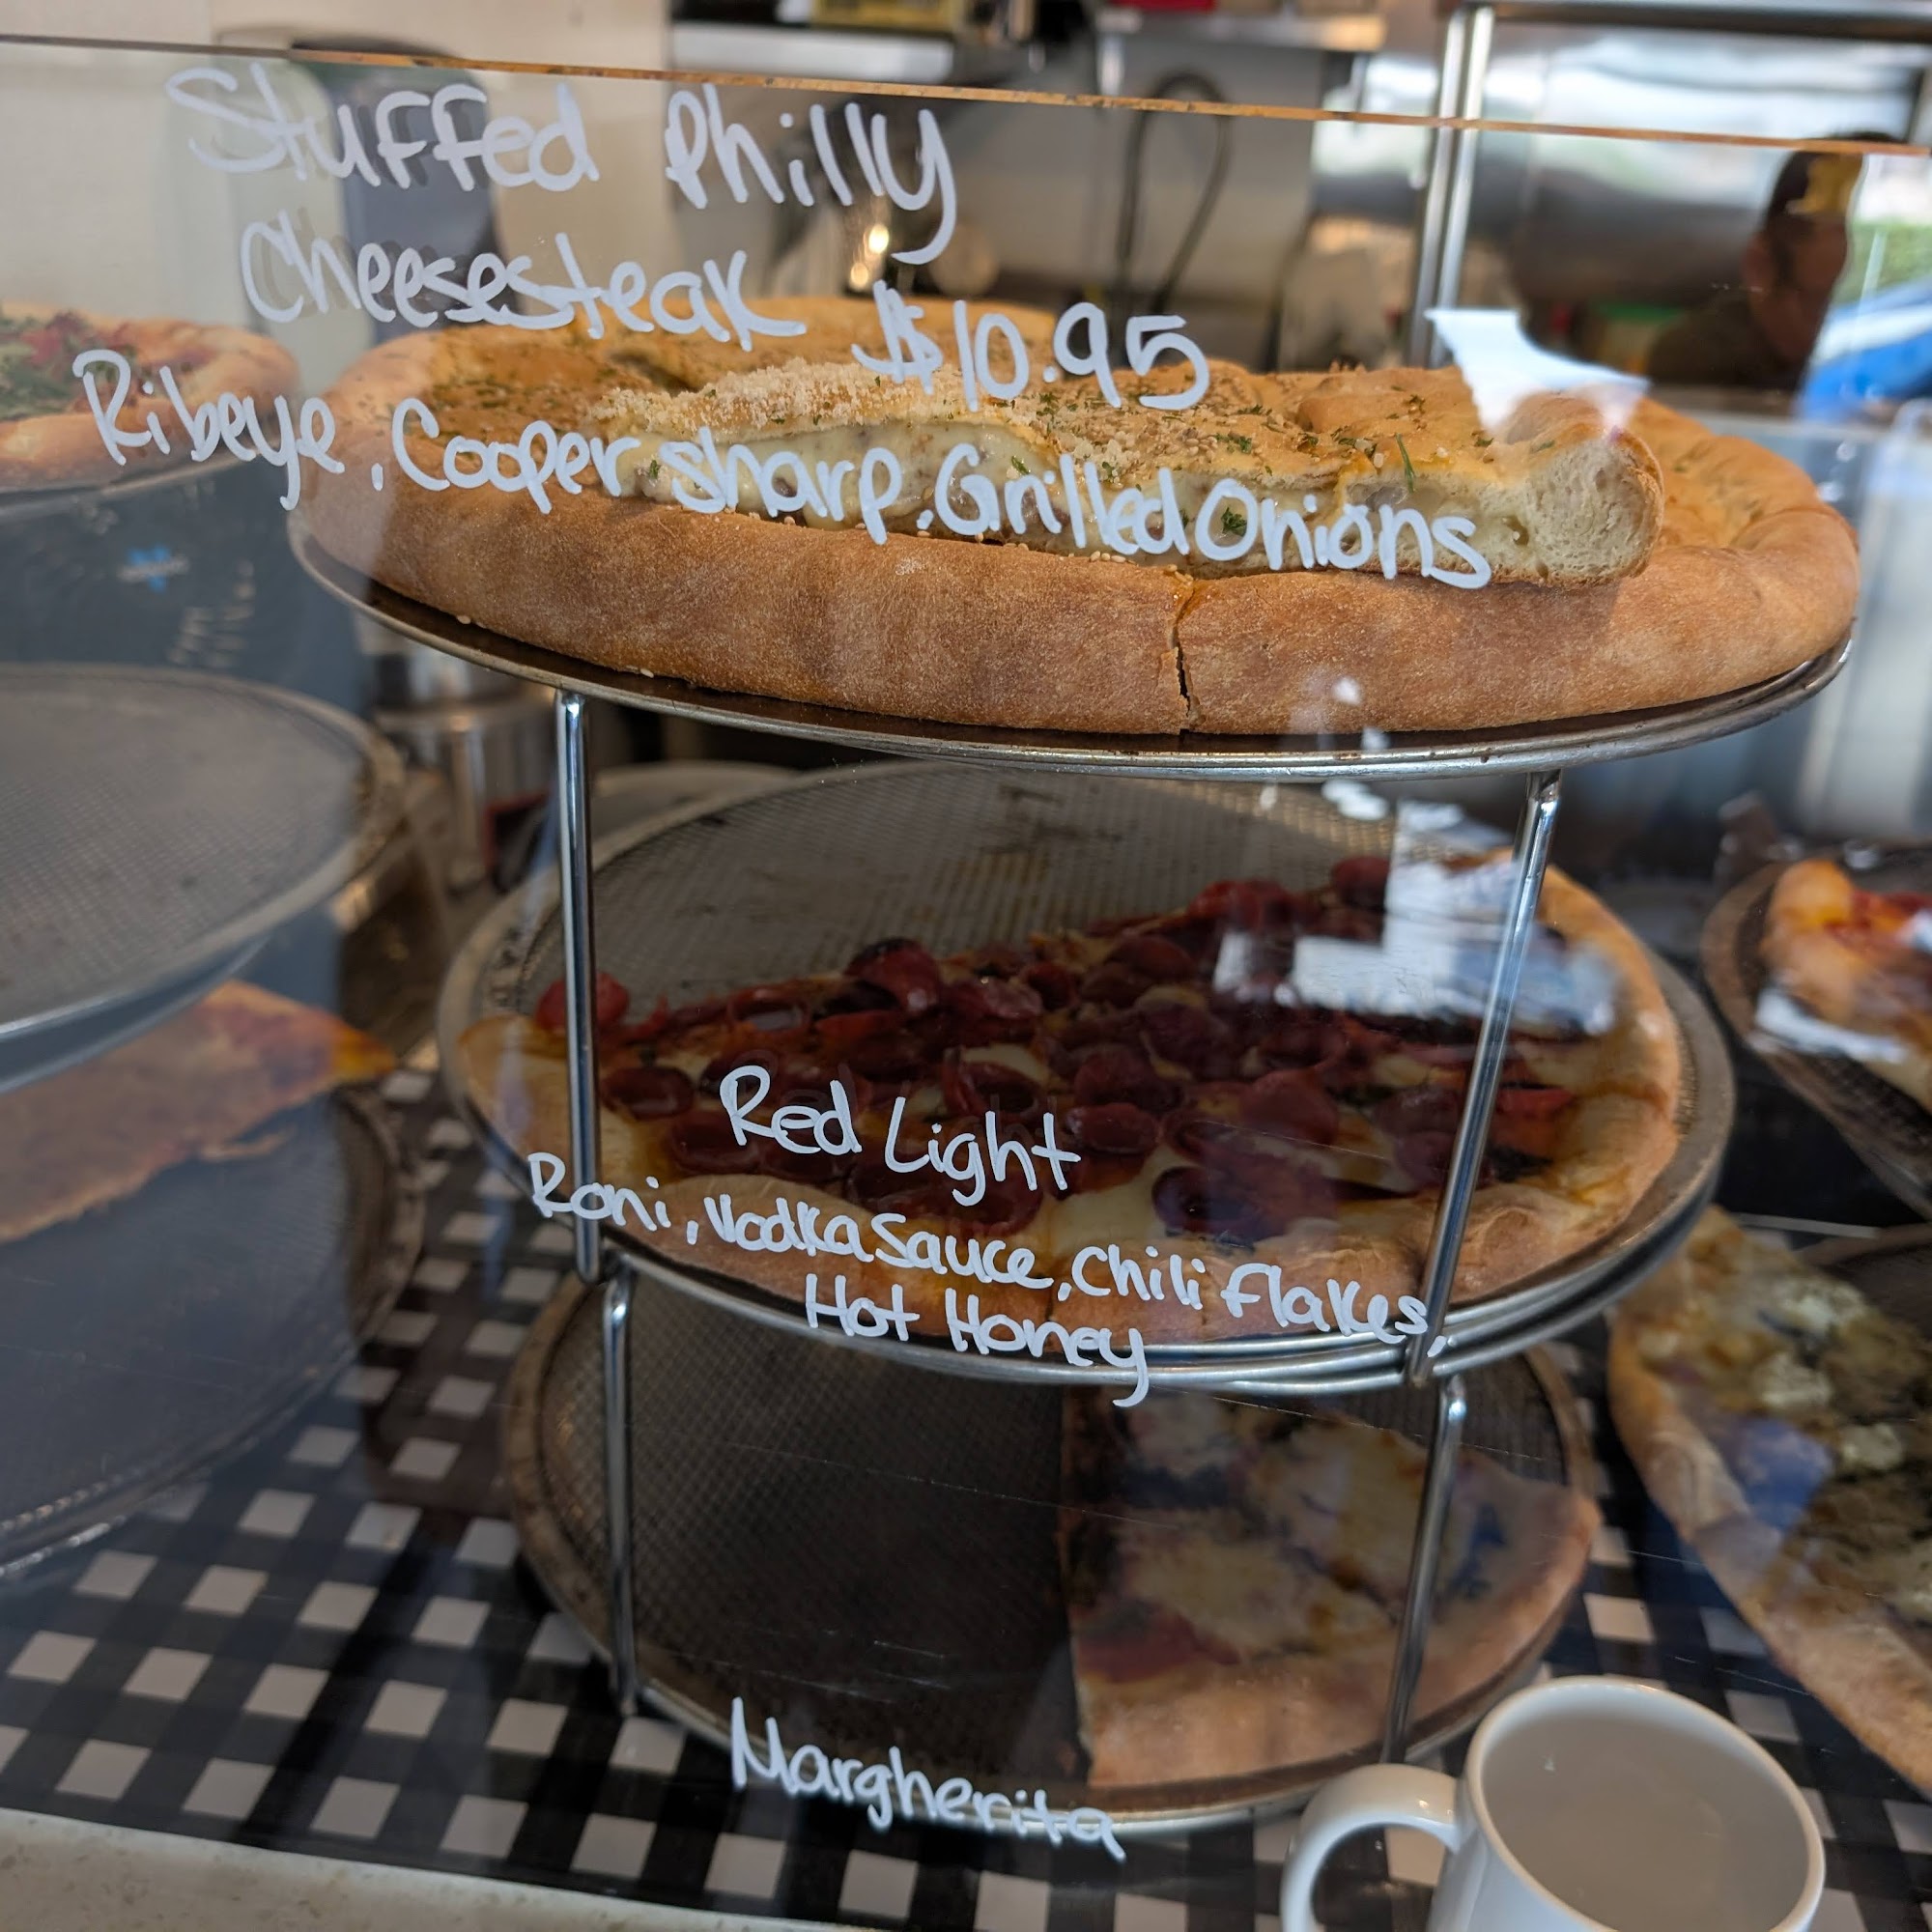 Stuffed Philly
Cheesesteak $10.95
Ribeye, Cooper sharp, Grilled Onions
Red Light
Roni, Vodka Sauce, Chili Flakes,
Hot Honey
Margherita